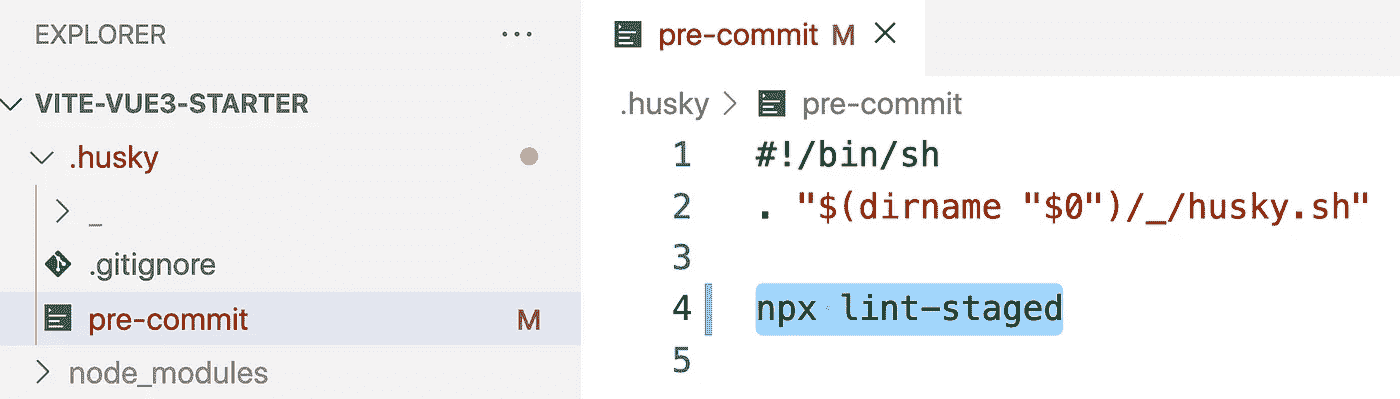 EXPLORER ...
VITE-VUE3-STARTER
.husky
_
.gitignore
pre-commit M
node_modules
pre-commit M
.husky > pre-commit
1 #!/bin/sh
2 . "$(dirname "$0")/_/husky.sh"
3
4 npx lint-staged
5